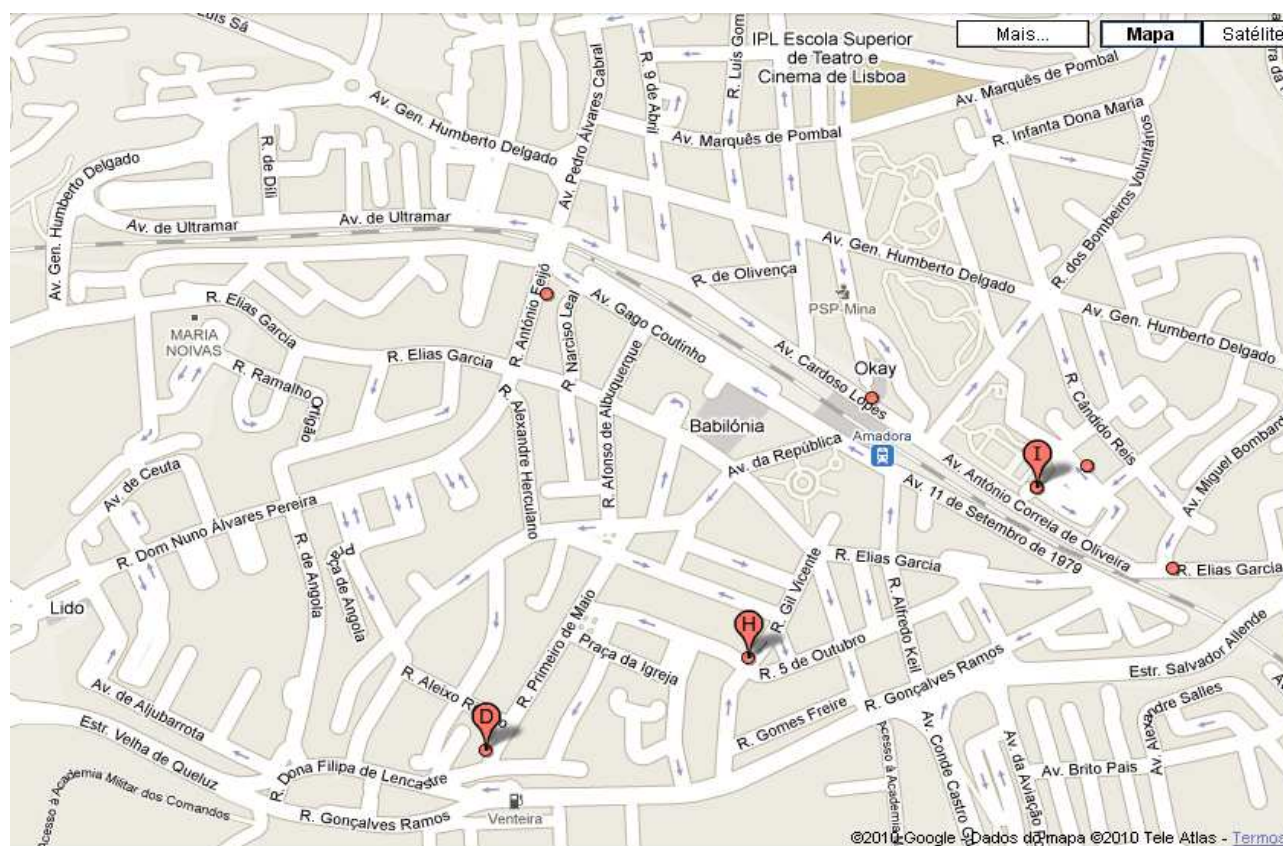 Luís Sá
IPL Escola Superior
de Teatro e
Cinema de Lisboa
Mais...
Mapa
Satélite
R. Luis Gom
R. 9 de Abril
Av. Pedro Álvares Cabral
Av. Gen. Humberto Delgado
Av. Marquês de Pombal
Av. Marquês de Pombal
R. Infanta Dona Maria
R. dos Bombeiros Voluntários
R. de Dili
Av. Gen. Humberto Delgado
Av. de Ultramar
Av. de Ultramar
R. de Olivença
Av. Gen. Humberto Delgado
PSP-Mina
Av. Gen. Humberto Delgado
R. Elias Garcia
MARIA
NOIVAS
R. António Feijó
R. Narciso Leal
Av. Gago Coutinho
Av. Cardoso Lopes
Okay
R. Elias Garcia
R. Ramalho Ortigão
R. Afonso de Albuquerque
R. Alexandre Herculano
Babilónia
Av. da República
Amadora
R. Cândido Reis
Av. Miguel Bombard
I
Av. de Ceuta
R. Dom Nuno Álvares Pereira
Av. António Correia de Oliveira
Av. 11 de Setembro de 1979
R. de Angola
Praça de Angola
R. Elias Garcia
R. Elias Garcia
R. Gil Vicente
R. Alfredo Keil
Lido
H
R. Primeiro de Maio
Praça da Igreja
R. 5 de Outubro
R. Gonçalves Ramos
Estr. Salvador Allende
R. Aleixo R
D
Av. de Aljubarrota
Estr. Velha de Queluz
R. Dona Filipa de Lencastre
R. Gomes Freire
Av. Conde Castro G
Av. da Aviação P
Av. Alexandre Salles
Av. Brito Pais
Acesso à Academia Militar dos Comandos
Acesso à Academia
R. Gonçalves Ramos
Venteira
©2010 Google - Dados do mapa ©2010 Tele Atlas - Termos